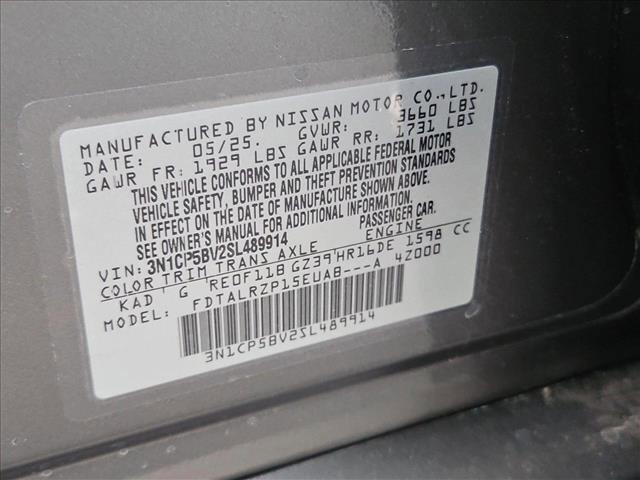 MANUFACTURED BY NISSAN MOTOR CO.,LTD.
DATE: 05/25. GVWR: 3660 LBS
GAWR FR: 1929 LBS GAWR RR: 1731 LBS
THIS VEHICLE CONFORMS TO ALL APPLICABLE FEDERAL MOTOR
VEHICLE SAFETY, BUMPER AND THEFT PREVENTION STANDARDS
IN EFFECT ON THE DATE OF MANUFACTURE SHOWN ABOVE.
SEE OWNER'S MANUAL FOR ADDITIONAL INFORMATION.
VIN: 3N1CP5BV2SL489914 PASSENGER CAR.
COLOR TRIM TRANS AXLE ENGINE
KAD G RE0F11B GZ39 HR16DE 1598 CC
MODEL: FDTALRZP15EUA8---A 4Z000
3N1CP5BV2SL489914